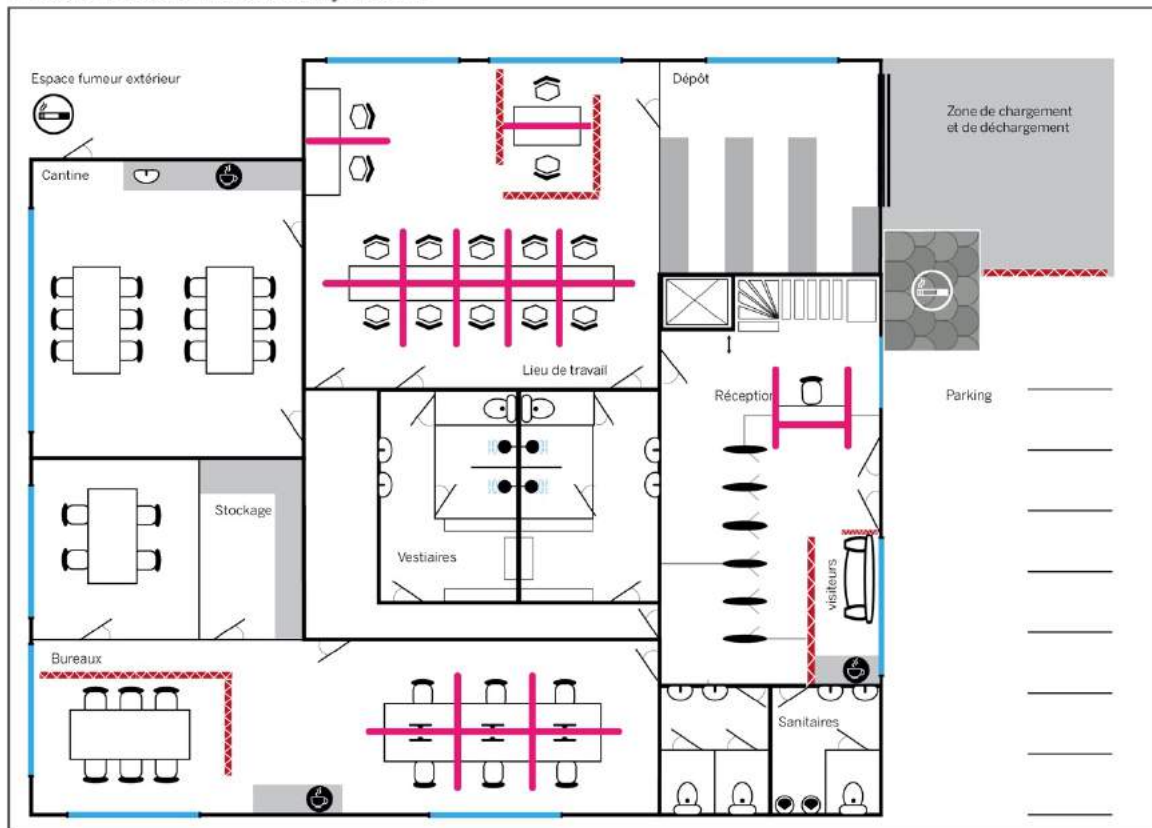 Espace fumeur extérieur
Dépôt
Zone de chargement
et de déchargement
Cantine
Lieu de travail
Réception
Parking
Stockage
Vestiaires
visiteurs
Bureaux
Sanitaires